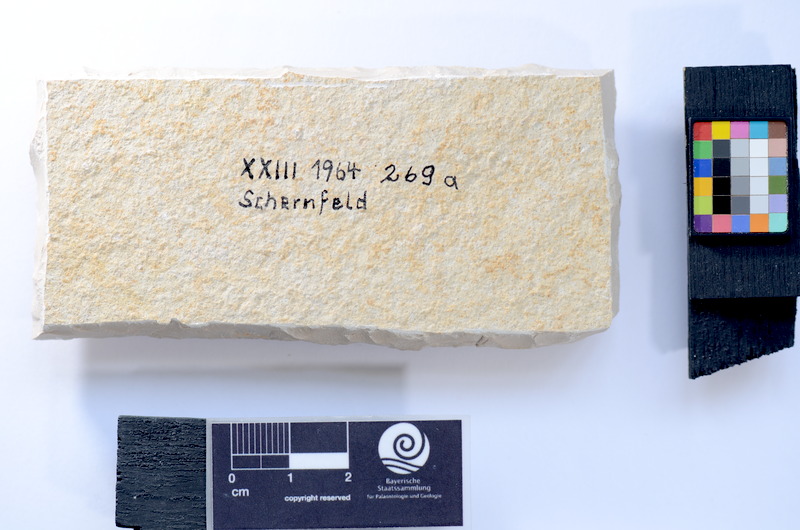 XXIII 1964 269 a
Schernfeld
0 1 2
cm
copyright reserved
Bayerische
Staatssammlung
für Paläontologie und Geologie